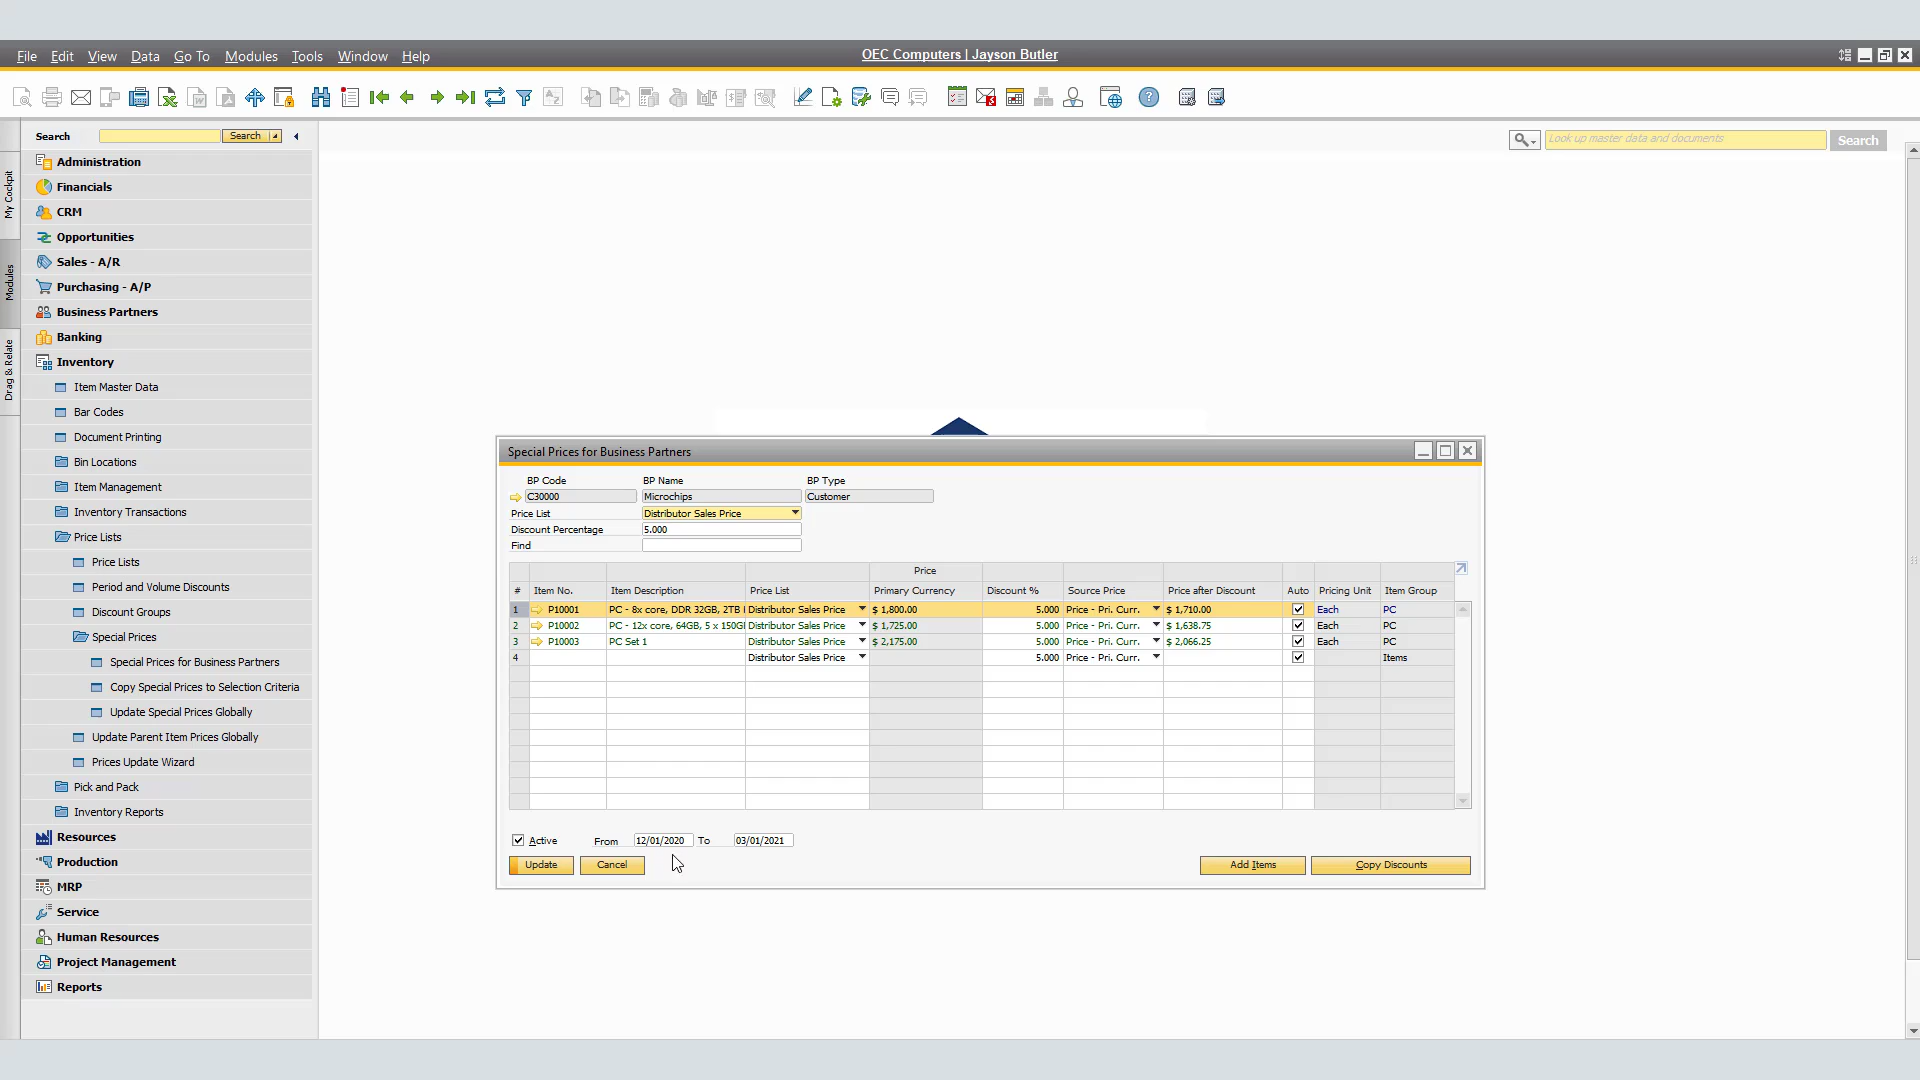 File Edit View Data Go To Modules Tools Window Help
OEC Computers | Jayson Butler
Search Search
Look up master data and documents Search
My Cockpit
Modules
Drag & Relate
Administration
Financials
CRM
Opportunities
Sales - A/R
Purchasing - A/P
Business Partners
Banking
Inventory
Item Master Data
Bar Codes
Document Printing
Bin Locations
Item Management
Inventory Transactions
Price Lists
Price Lists
Period and Volume Discounts
Discount Groups
Special Prices
Special Prices for Business Partners
Copy Special Prices to Selection Criteria
Update Special Prices Globally
Update Parent Item Prices Globally
Prices Update Wizard
Pick and Pack
Inventory Reports
Resources
Production
MRP
Service
Human Resources
Project Management
Reports
Special Prices for Business Partners
BP Code BP Name BP Type
C30000 Microchips Customer
Price List Distributor Sales Price
Discount Percentage 5.000
Find
Price
# Item No. Item Description Price List Primary Currency Discount % Source Price Price after Discount Auto Pricing Unit Item Group
1 P10001 PC - 8x core, DDR 32GB, 2TB Distributor Sales Price $ 1,800.00 5.000 Price - Pri. Curr. $ 1,710.00 Each PC
2 P10002 PC - 12x core, 64GB, 5 x 150G Distributor Sales Price $ 1,725.00 5.000 Price - Pri. Curr. $ 1,638.75 Each PC
3 P10003 PC Set 1 Distributor Sales Price $ 2,175.00 5.000 Price - Pri. Curr. $ 2,066.25 Each PC
4 Distributor Sales Price 5.000 Price - Pri. Curr. Items
Active From 12/01/2020 To 03/01/2021
Update Cancel Add Items Copy Discounts